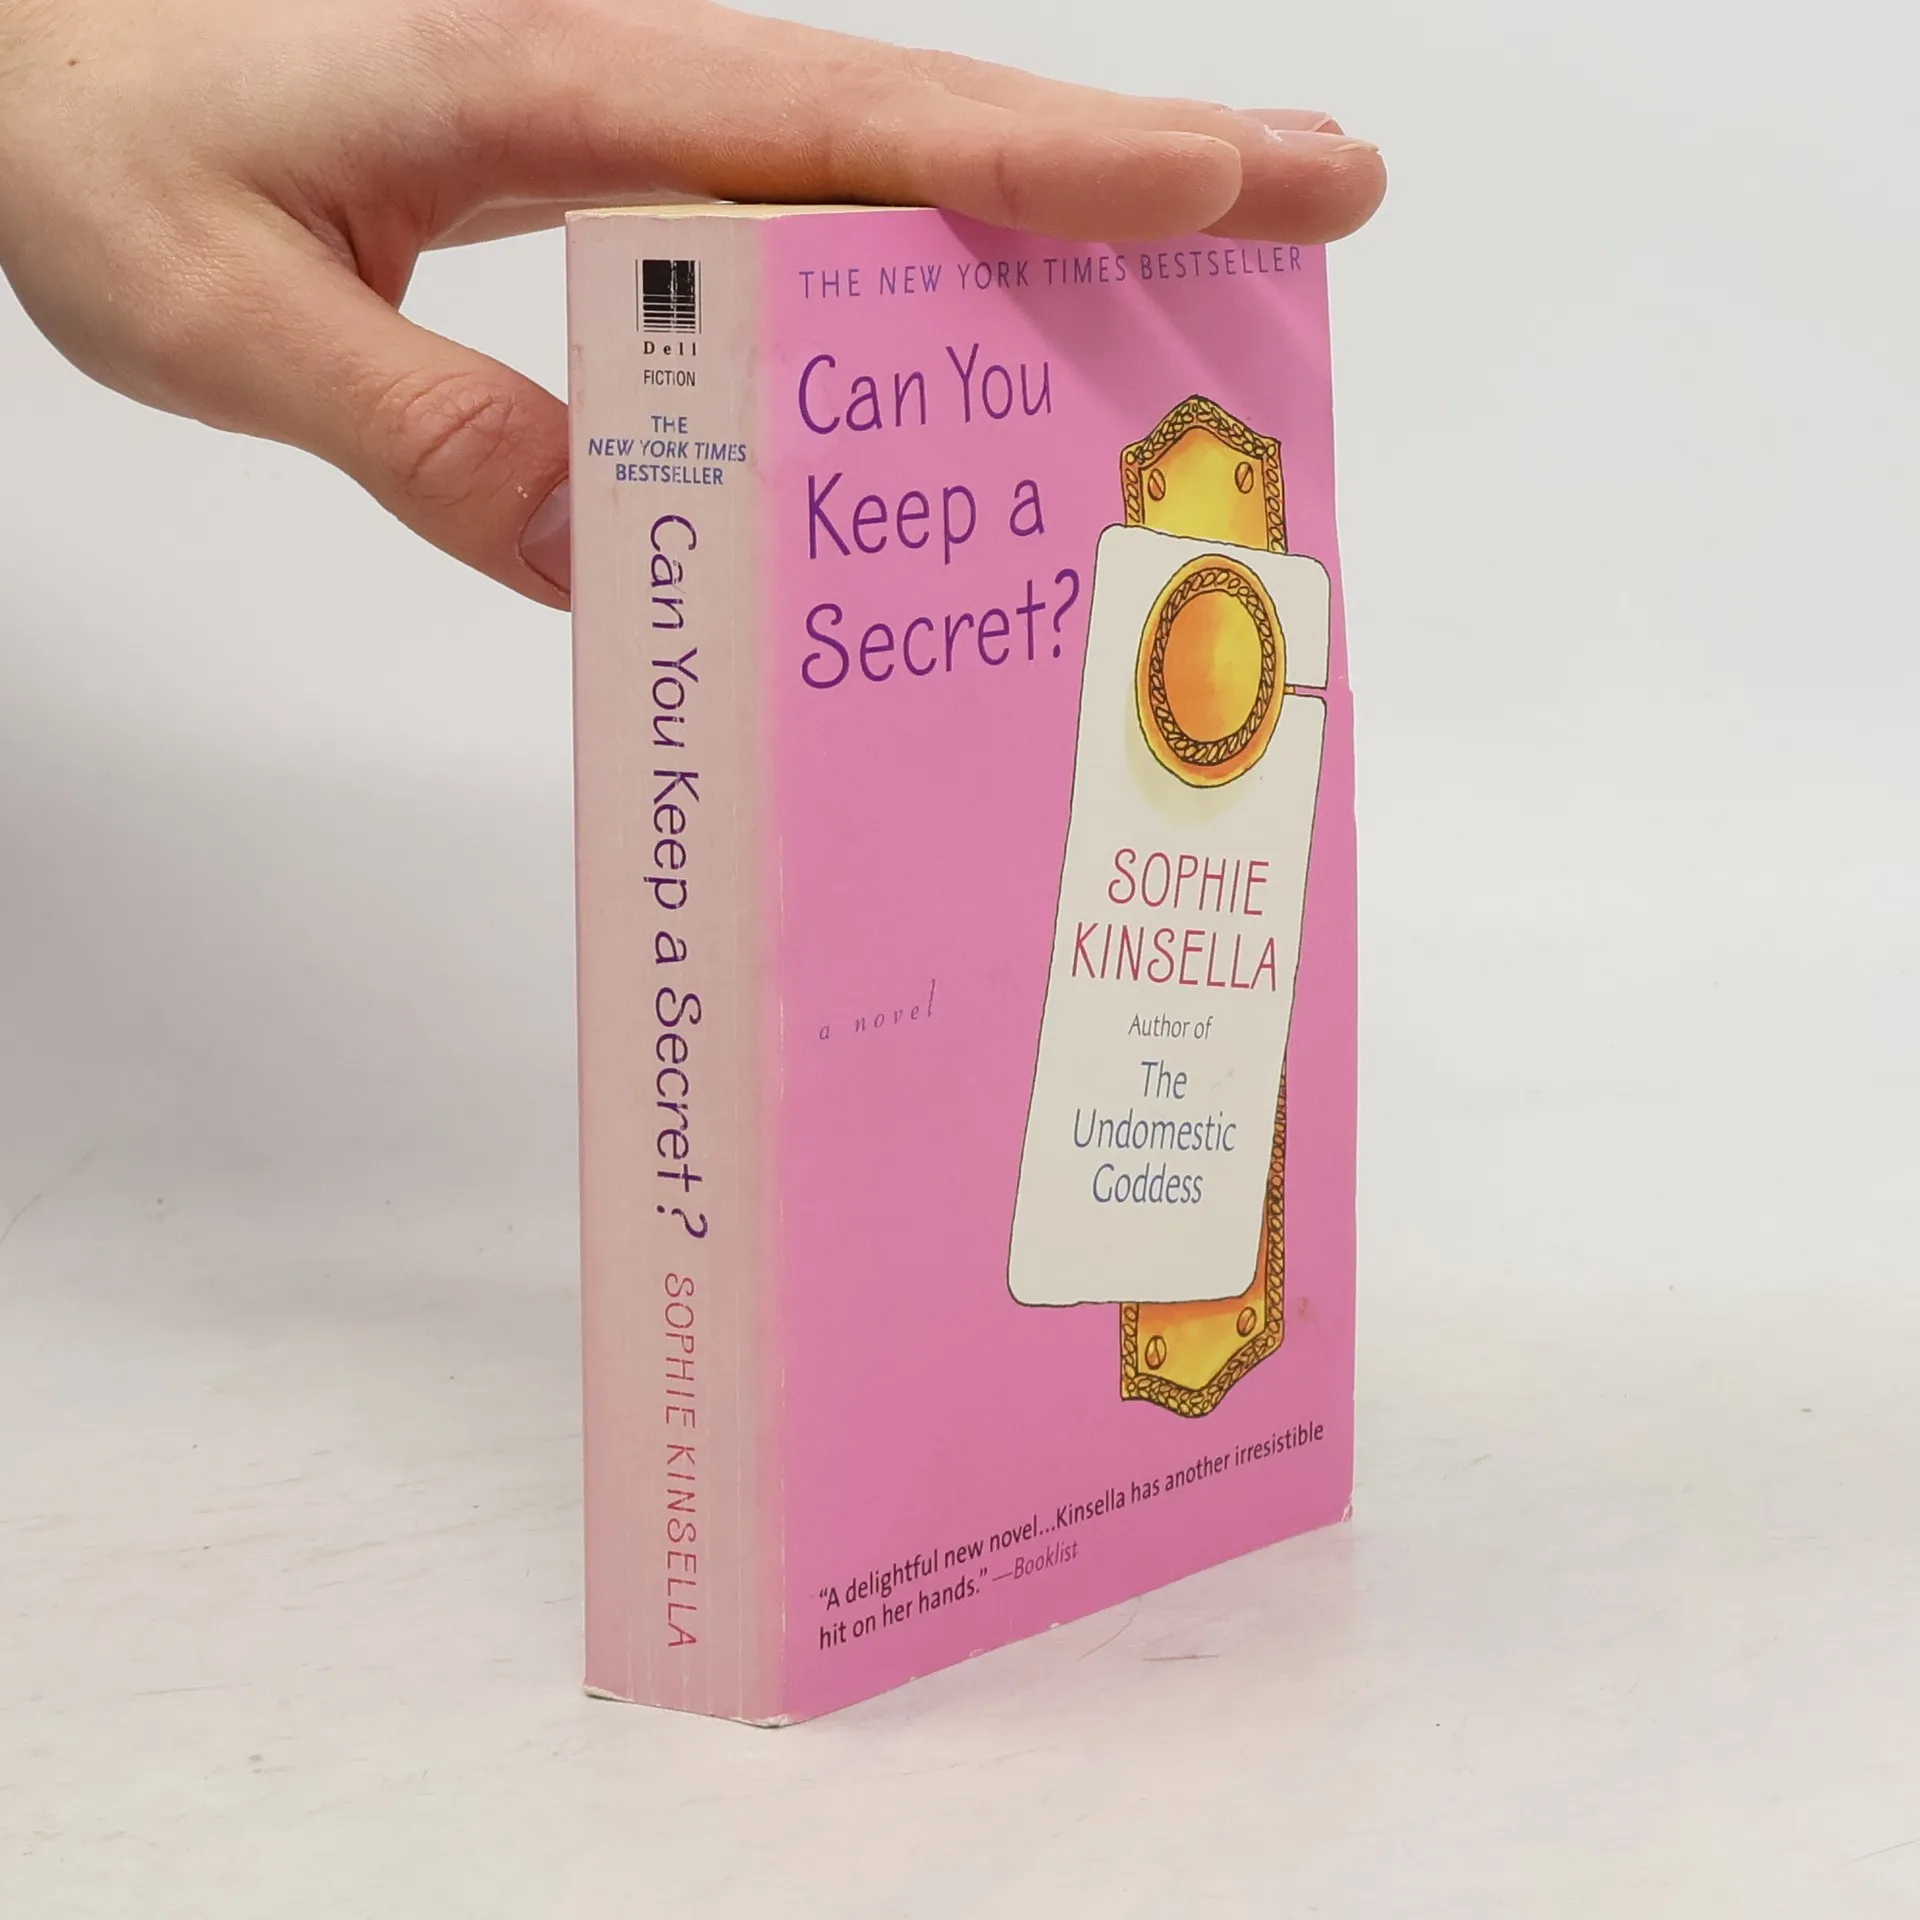 Dell
FICTION
THE
NEW YORK TIMES
BESTSELLER
Can You Keep a Secret? SOPHIE KINSELLA
THE NEW YORK TIMES BESTSELLER
Can You
Keep a
Secret?
a novel
SOPHIE
KINSELLA
Author of
The
Undomestic
Goddess
“A delightful new novel...Kinsella has another irresistible
hit on her hands.” —Booklist